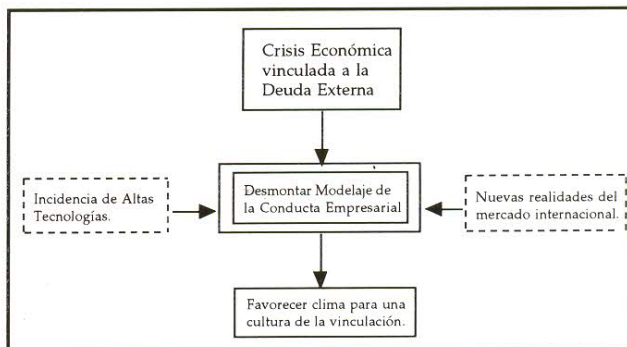 Crisis Económica
vinculada a la
Deuda Externa
Incidencia de Altas
Tecnologías.
Desmontar Modelaje de
la Conducta Empresarial
Nuevas realidades del
mercado internacional.
Favorecer clima para una
cultura de la vinculación.